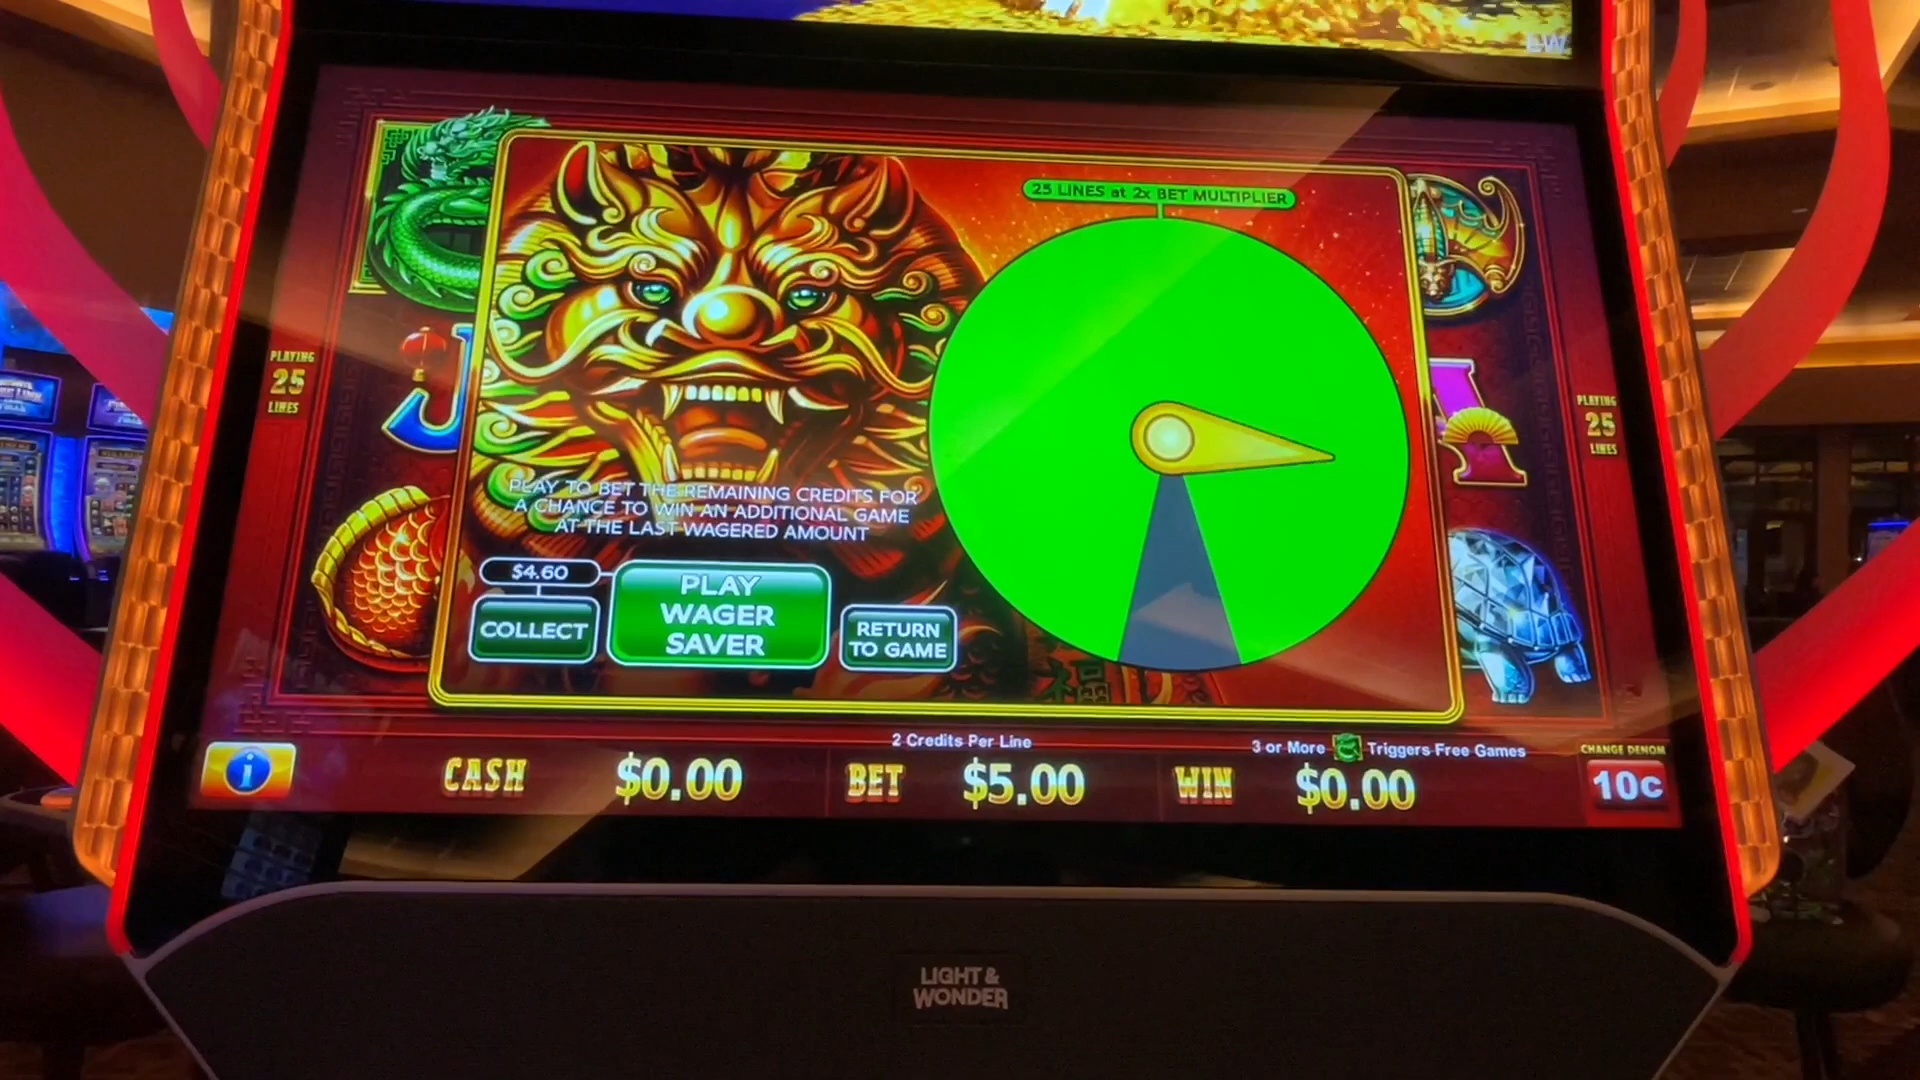 L&W
25 LINES at 2x BET MULTIPLIER
PLAYING
25
LINES
PLAYING
25
LINES
PLAY TO BET THE REMAINING CREDITS FOR
A CHANCE TO WIN AN ADDITIONAL GAME
AT THE LAST WAGERED AMOUNT
$4.60
COLLECT
PLAY
WAGER
SAVER
RETURN
TO GAME
福
2 Credits Per Line
3 or More Triggers Free Games
CHANGE DENOM
10¢
CASH $0.00 BET $5.00 WIN $0.00
LIGHT &
WONDER